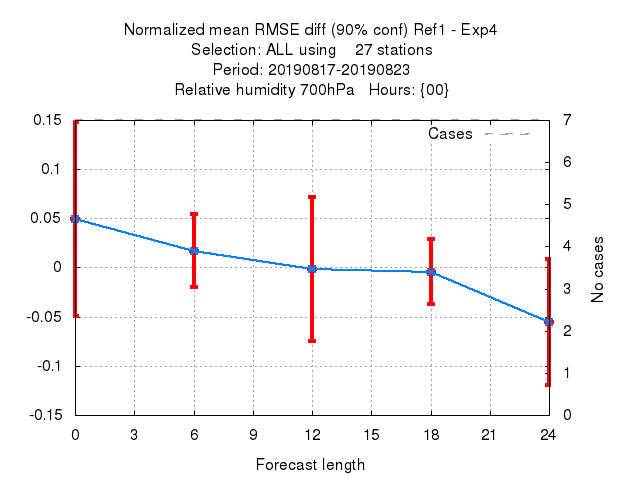 Normalized mean RMSE diff (90% conf) Ref1 - Exp4
Selection: ALL using 27 stations
Period: 20190817-20190823
Relative humidity 700hPa Hours: {00}
Cases
0.15
0.1
0.05
0
-0.05
-0.1
-0.15
7
6
5
4
3
2
1
0
No cases
0 3 6 9 12 15 18 21 24
Forecast length